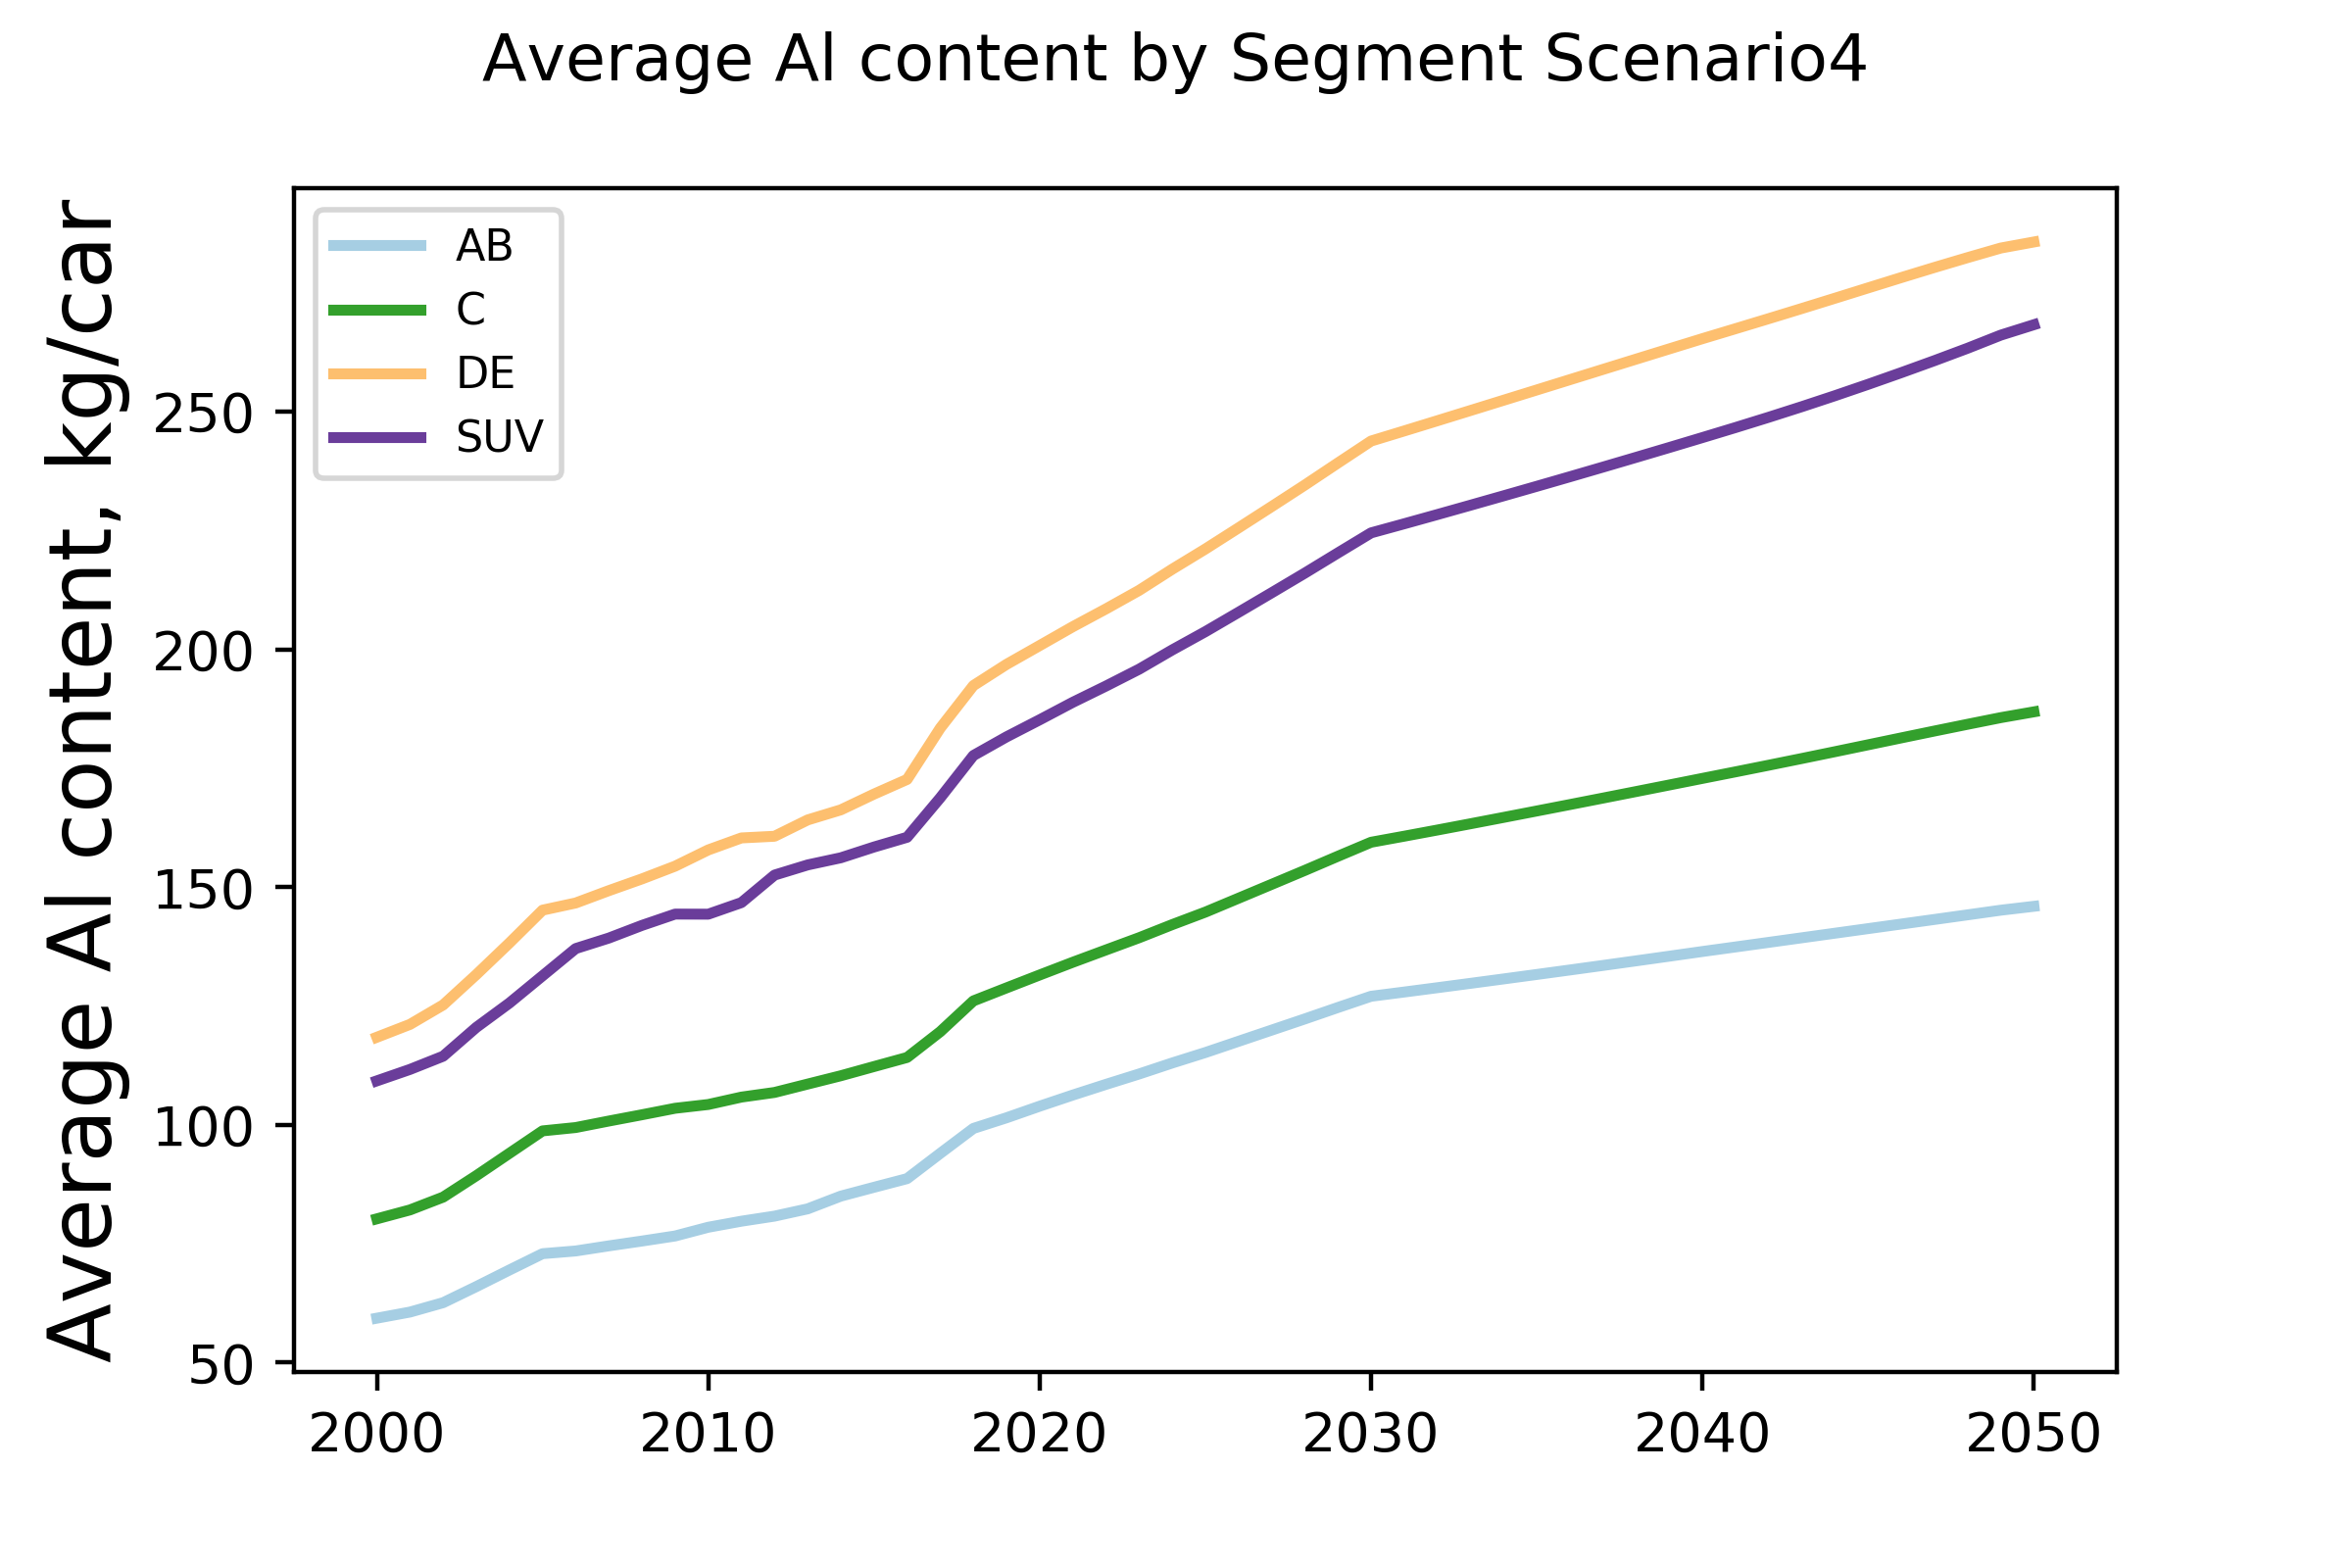 Average Al content by Segment Scenario4
Average Al content, kg/car
AB
C
DE
SUV
250
200
150
100
50
2000 2010 2020 2030 2040 2050